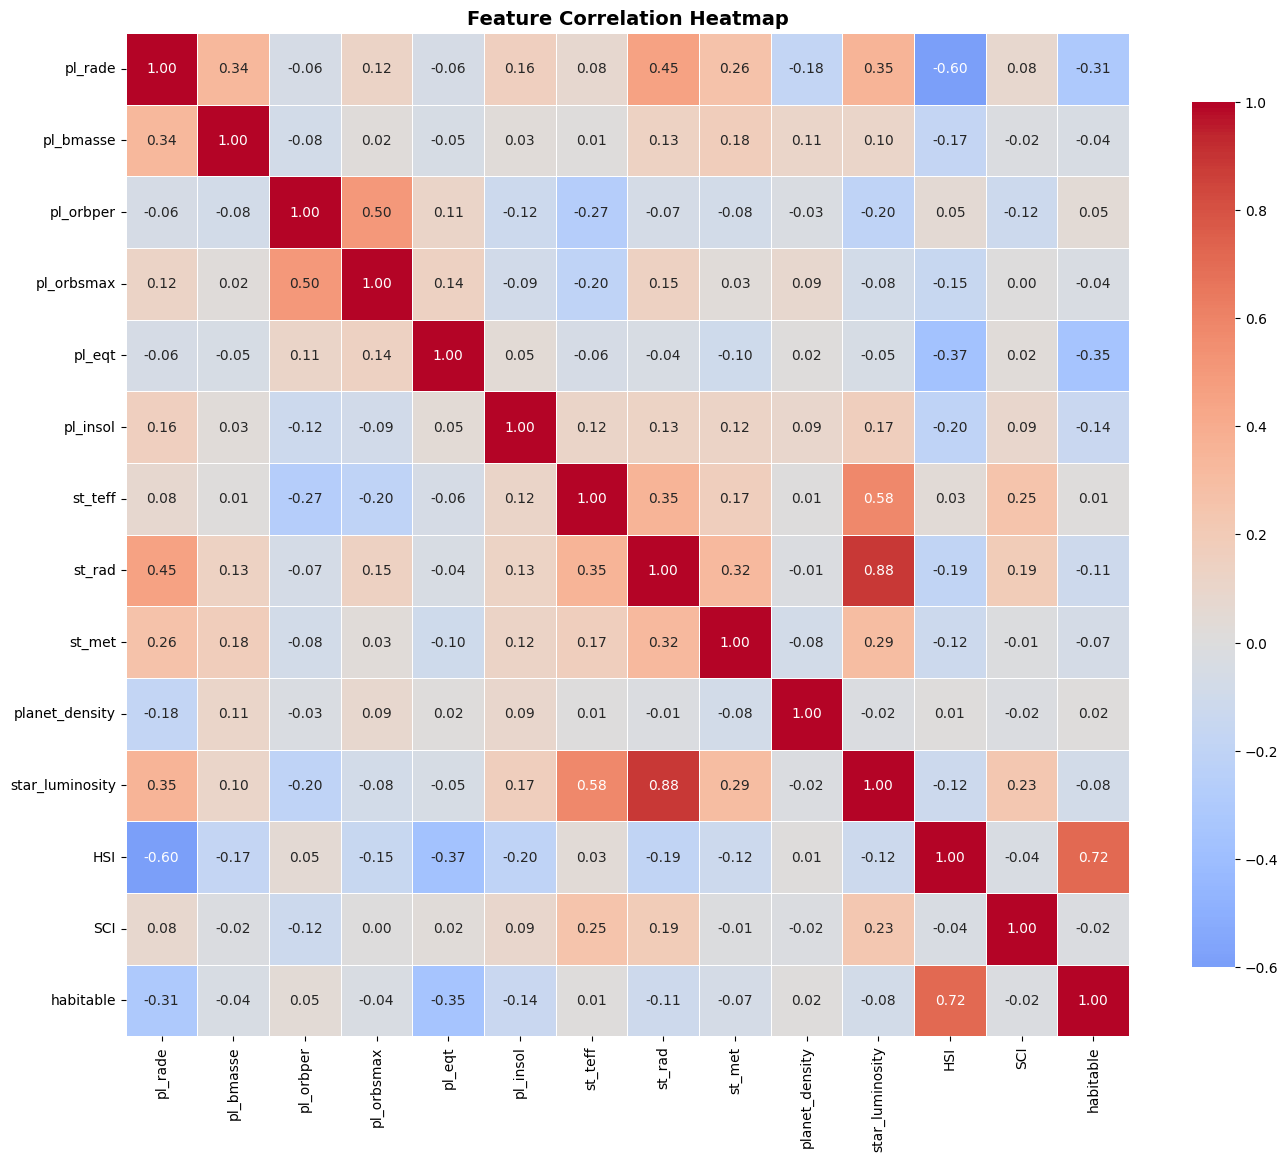 Feature Correlation Heatmap
pl_rade 1.00 0.34 -0.06 0.12 -0.06 0.16 0.08 0.45 0.26 -0.18 0.35 -0.60 0.08 -0.31
pl_bmasse 0.34 1.00 -0.08 0.02 -0.05 0.03 0.01 0.13 0.18 0.11 0.10 -0.17 -0.02 -0.04
pl_orbper -0.06 -0.08 1.00 0.50 0.11 -0.12 -0.27 -0.07 -0.08 -0.03 -0.20 0.05 -0.12 0.05
pl_orbsmax 0.12 0.02 0.50 1.00 0.14 -0.09 -0.20 0.15 0.03 0.09 -0.08 -0.15 0.00 -0.04
pl_eqt -0.06 -0.05 0.11 0.14 1.00 0.05 -0.06 -0.04 -0.10 0.02 -0.05 -0.37 0.02 -0.35
pl_insol 0.16 0.03 -0.12 -0.09 0.05 1.00 0.12 0.13 0.12 0.09 0.17 -0.20 0.09 -0.14
st_teff 0.08 0.01 -0.27 -0.20 -0.06 0.12 1.00 0.35 0.17 0.01 0.58 0.03 0.25 0.01
st_rad 0.45 0.13 -0.07 0.15 -0.04 0.13 0.35 1.00 0.32 -0.01 0.88 -0.19 0.19 -0.11
st_met 0.26 0.18 -0.08 0.03 -0.10 0.12 0.17 0.32 1.00 -0.08 0.29 -0.12 -0.01 -0.07
planet_density -0.18 0.11 -0.03 0.09 0.02 0.09 0.01 -0.01 -0.08 1.00 -0.02 0.01 -0.02 0.02
star_luminosity 0.35 0.10 -0.20 -0.08 -0.05 0.17 0.58 0.88 0.29 -0.02 1.00 -0.12 0.23 -0.08
HSI -0.60 -0.17 0.05 -0.15 -0.37 -0.20 0.03 -0.19 -0.12 0.01 -0.12 1.00 -0.04 0.72
SCI 0.08 -0.02 -0.12 0.00 0.02 0.09 0.25 0.19 -0.01 -0.02 0.23 -0.04 1.00 -0.02
habitable -0.31 -0.04 0.05 -0.04 -0.35 -0.14 0.01 -0.11 -0.07 0.02 -0.08 0.72 -0.02 1.00
pl_rade pl_bmasse pl_orbper pl_orbsmax pl_eqt pl_insol st_teff st_rad st_met planet_density star_luminosity HSI SCI habitable
1.0
0.8
0.6
0.4
0.2
0.0
−0.2
−0.4
−0.6